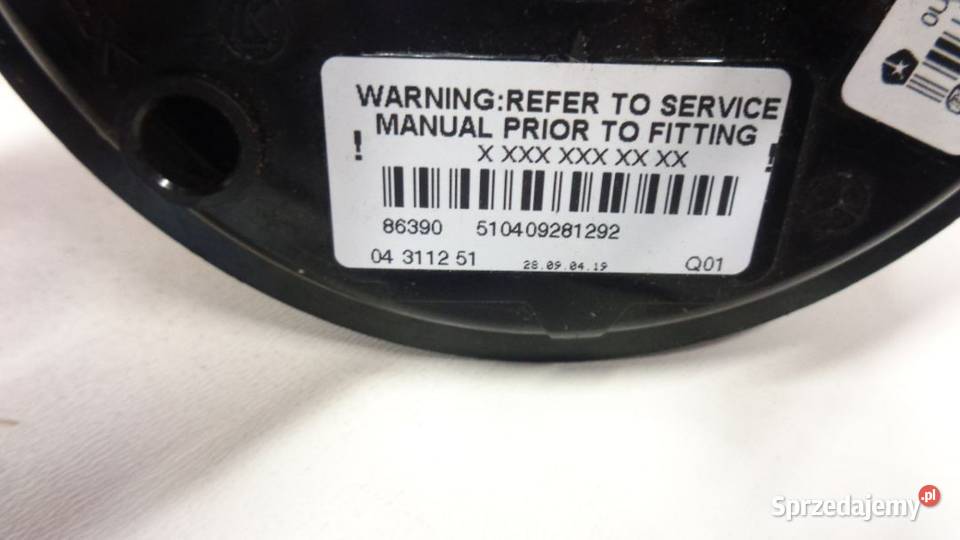 WARNING:REFER TO SERVICE
MANUAL PRIOR TO FITTING
! X XXX XXX XX XX !
86390 510409281292
04 3112 51 28.09.04.19 Q01
Sprzedajemy.pl